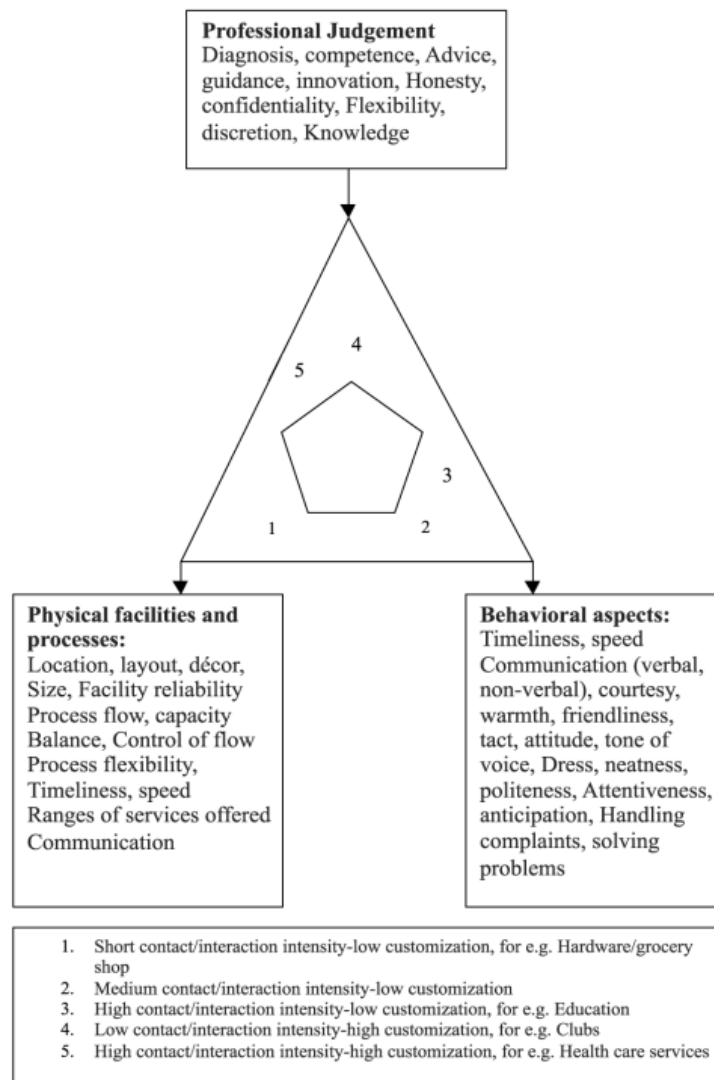 Professional Judgement
Diagnosis, competence, Advice,
guidance, innovation, Honesty,
confidentiality, Flexibility,
discretion, Knowledge
4
5
3
1
2
Physical facilities and
processes:
Location, layout, décor,
Size, Facility reliability
Process flow, capacity
Balance, Control of flow
Process flexibility,
Timeliness, speed
Ranges of services offered
Communication
Behavioral aspects:
Timeliness, speed
Communication (verbal,
non-verbal), courtesy,
warmth, friendliness,
tact, attitude, tone of
voice, Dress, neatness,
politeness, Attentiveness,
anticipation, Handling
complaints, solving
problems
1. Short contact/interaction intensity-low customization, for e.g. Hardware/grocery
shop
2. Medium contact/interaction intensity-low customization
3. High contact/interaction intensity-low customization, for e.g. Education
4. Low contact/interaction intensity-high customization, for e.g. Clubs
5. High contact/interaction intensity-high customization, for e.g. Health care services